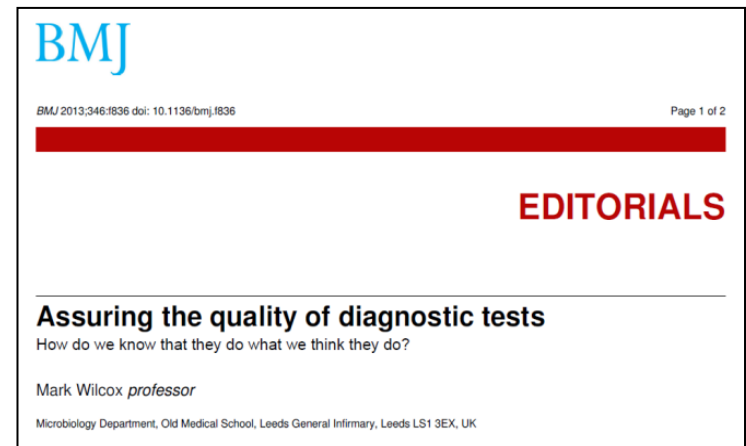 BMJ
BMJ 2013;346:f836 doi: 10.1136/bmj.f836 Page 1 of 2
EDITORIALS
Assuring the quality of diagnostic tests
How do we know that they do what we think they do?
Mark Wilcox professor
Microbiology Department, Old Medical School, Leeds General Infirmary, Leeds LS1 3EX, UK